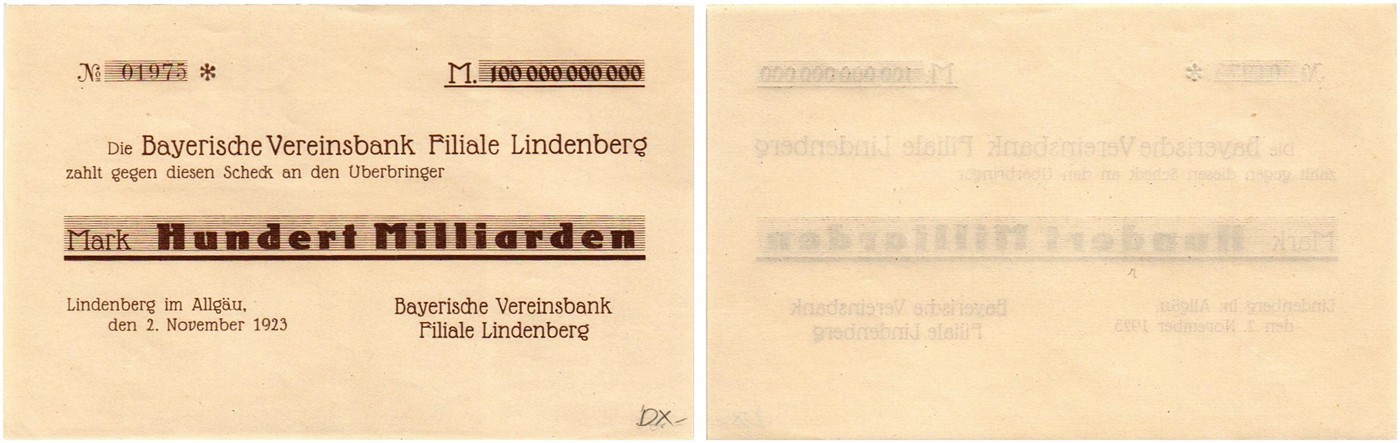 № 01975 *
M. 100 000 000 000
Die Bayerische Vereinsbank Filiale Lindenberg
zahlt gegen diesen Scheck an den Überbringer
Mark Hundert Milliarden
Lindenberg im Allgäu,
den 2. November 1923
Bayerische Vereinsbank
Filiale Lindenberg